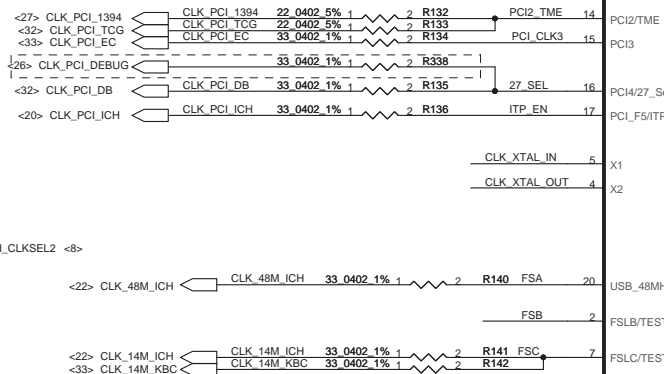 <27> CLK_PCI_1394 CLK_PCI_1394 22_0402_5% 1 2 R132 PCI2_TME 14 PCI2/TME
<32> CLK_PCI_TCG CLK_PCI_TCG 22_0402_5% 1 2 R133
<33> CLK_PCI_EC CLK_PCI_EC 33_0402_1% 1 2 R134 PCI_CLK3 15 PCI3
<26> CLK_PCI_DEBUG 33_0402_1% 1 2 R338
<32> CLK_PCI_DB CLK_PCI_DB 33_0402_1% 1 2 R135 27_SEL 16 PCI4/27_S
<20> CLK_PCI_ICH CLK_PCI_ICH 33_0402_1% 1 2 R136 ITP_EN 17 PCI_F5/ITP
CLK_XTAL_IN 5 X1
CLK_XTAL_OUT 4 X2
I_CLKSEL2 <8>
<22> CLK_48M_ICH CLK_48M_ICH 33_0402_1% 1 2 R140 FSA 20 USB_48MH
FSB 2 FSLB/TEST
<22> CLK_14M_ICH CLK_14M_ICH 33_0402_1% 1 2 R141 FSC 7 FSLC/TEST
<33> CLK_14M_KBC CLK_14M_KBC 33_0402_1% 1 2 R142